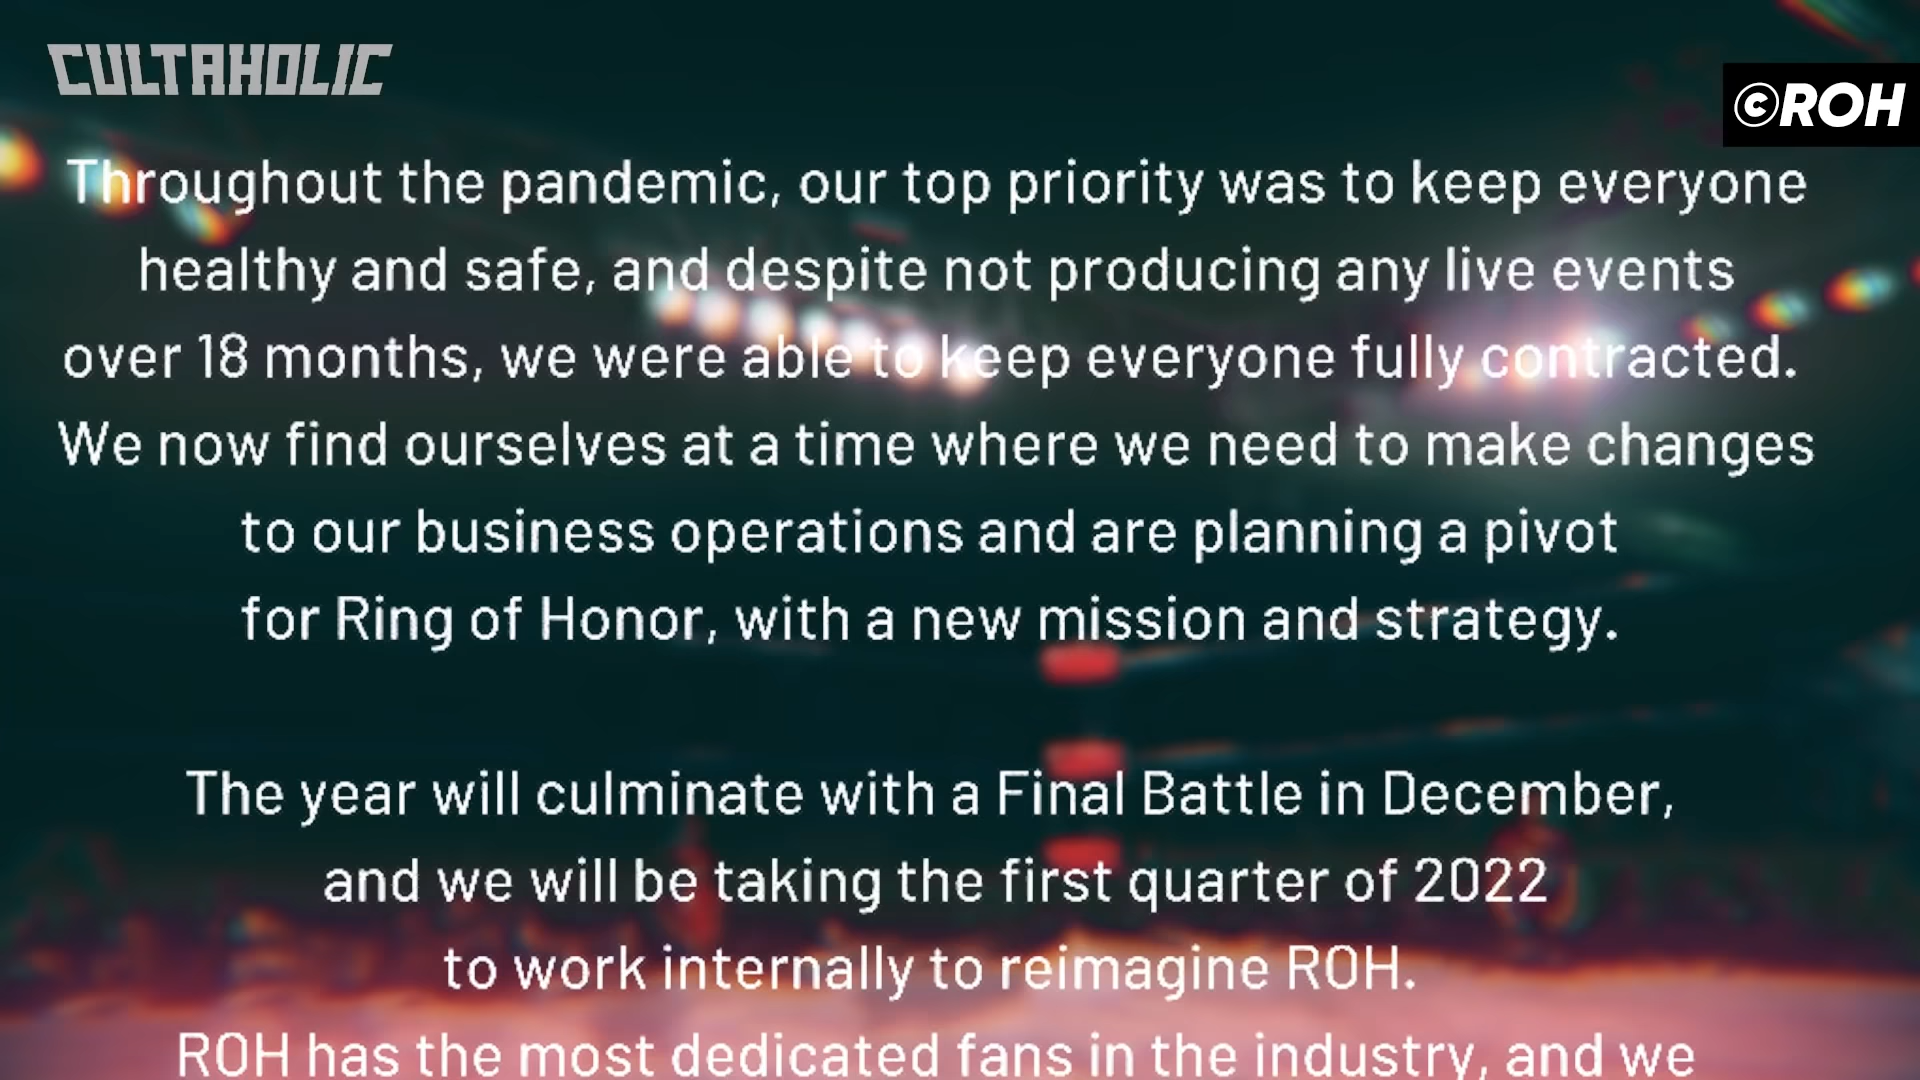 CULTAHOLIC
©ROH
Throughout the pandemic, our top priority was to keep everyone
healthy and safe, and despite not producing any live events
over 18 months, we were able to keep everyone fully contracted.
We now find ourselves at a time where we need to make changes
to our business operations and are planning a pivot
for Ring of Honor, with a new mission and strategy.
The year will culminate with a Final Battle in December,
and we will be taking the first quarter of 2022
to work internally to reimagine ROH.
ROH has the most dedicated fans in the industry, and we